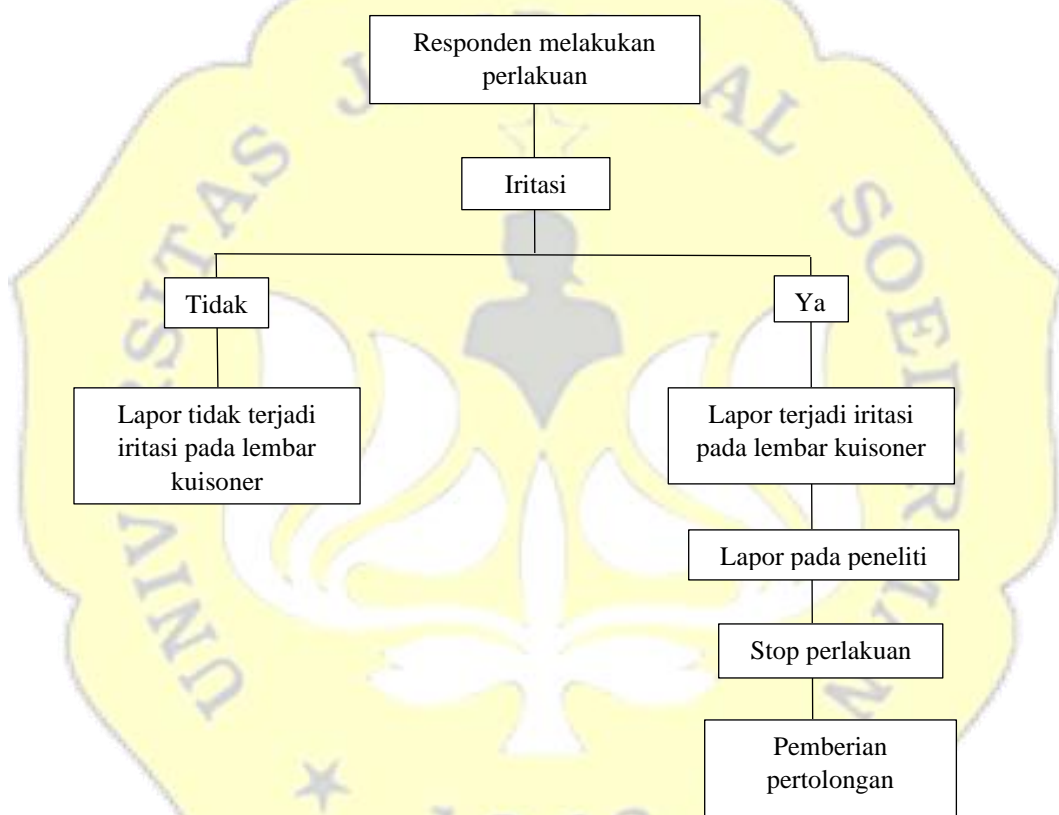 Responden melakukan
perlakuan
Iritasi
Tidak
Ya
Lapor tidak terjadi
iritasi pada lembar
kuisoner
Lapor terjadi iritasi
pada lembar kuisoner
Lapor pada peneliti
Stop perlakuan
Pemberian
pertolongan